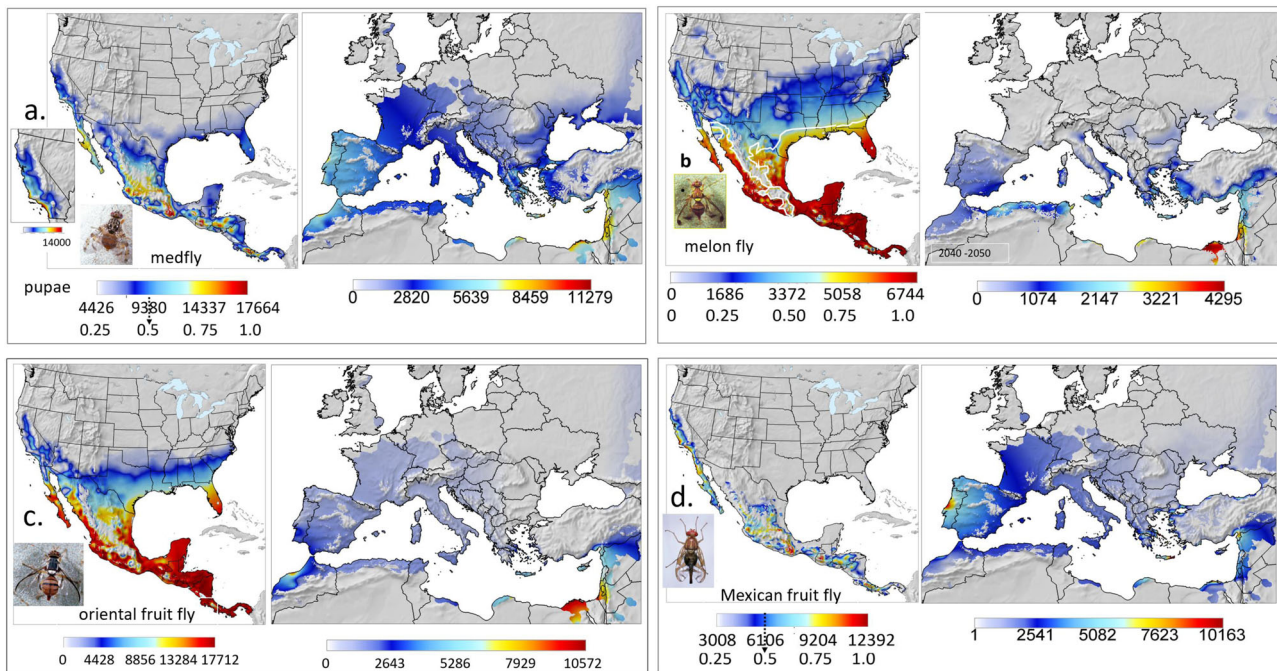 a.
14000
medfly
pupae
4426 9380 14337 17664
0.25 0.5 0. 75 1.0
0 2820 5639 8459 11279
b
melon fly
2040 -2050
0 1686 3372 5058 6744
0 0.25 0.50 0.75 1.0
0 1074 2147 3221 4295
c.
oriental fruit fly
0 4428 8856 13284 17712
0 2643 5286 7929 10572
d.
Mexican fruit fly
3008 6106 9204 12392
0.25 0.5 0.75 1.0
1 2541 5082 7623 10163